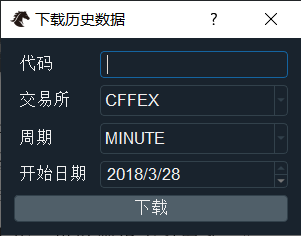 下载历史数据
代码
交易所 CFFEX
周期 MINUTE
开始日期 2018/3/28
下载